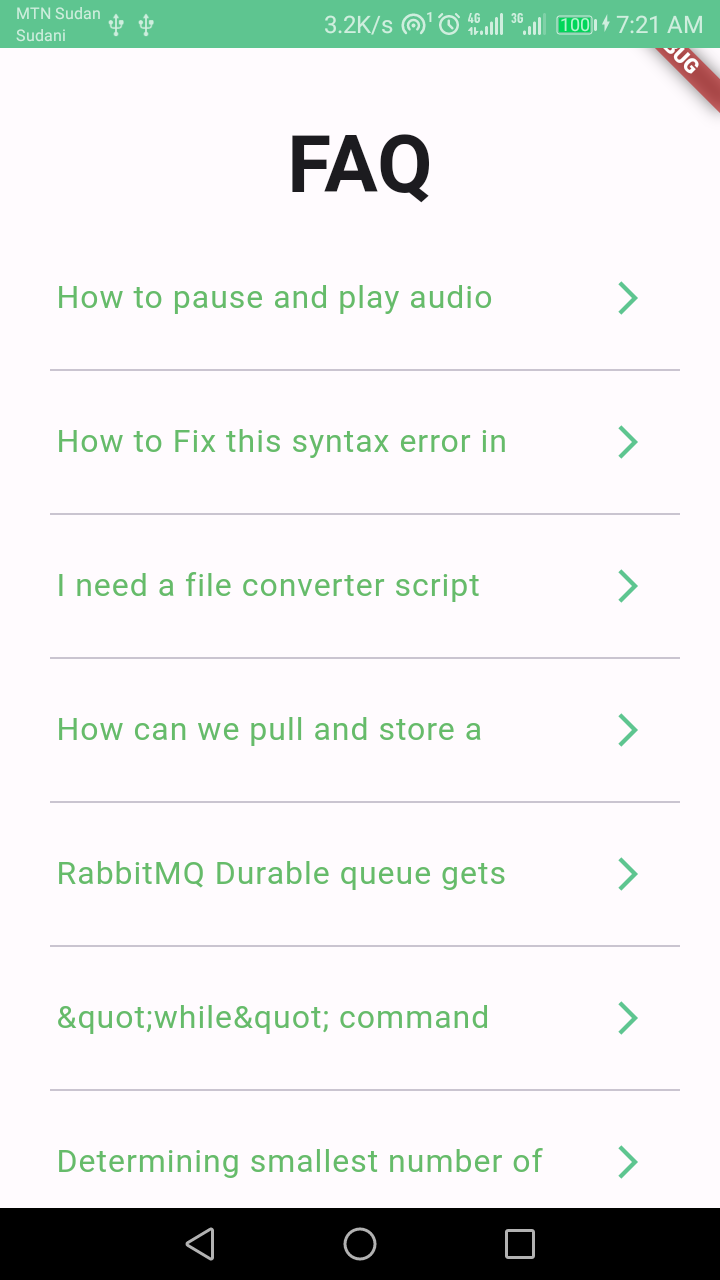 MTN Sudan
Sudani
3.2K/s 1 4G 3G 100 7:21 AM
FAQ
How to pause and play audio
How to Fix this syntax error in
I need a file converter script
How can we pull and store a
RabbitMQ Durable queue gets
&quot;while&quot; command
Determining smallest number of